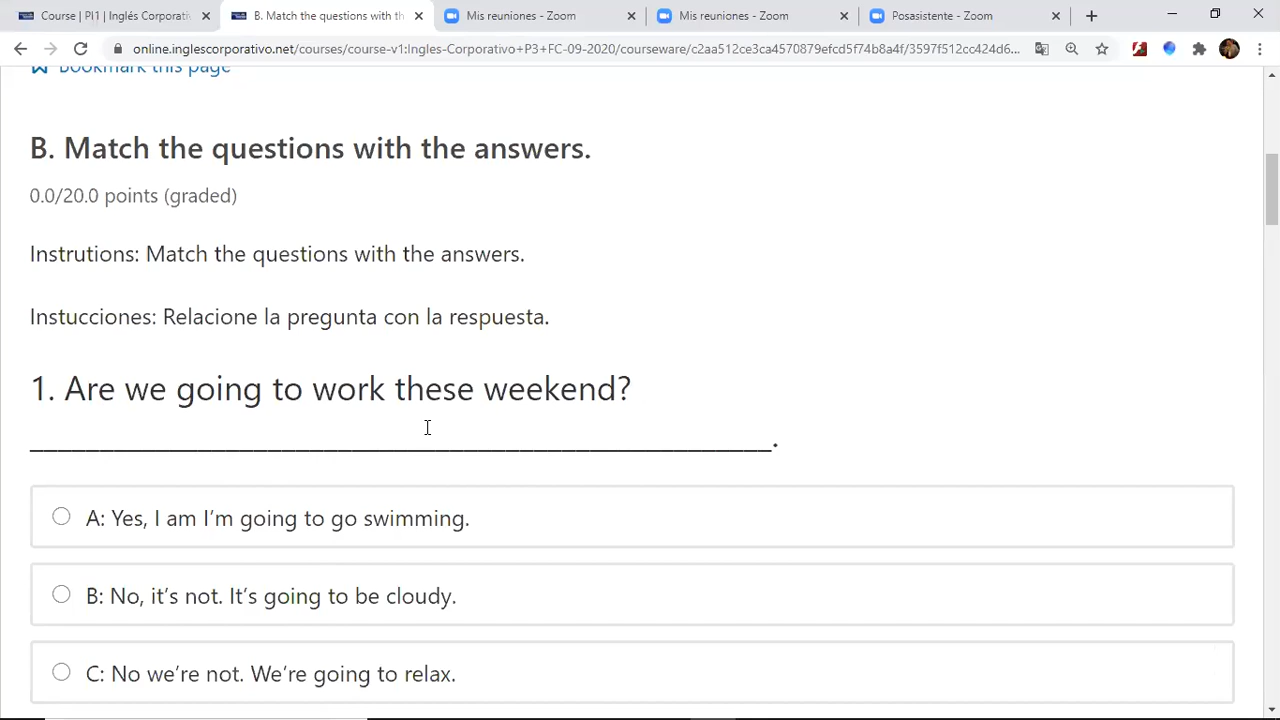 Course | PI1 | Inglés Corporati
B. Match the questions with th
Mis reuniones - Zoom
Mis reuniones - Zoom
Posasistente - Zoom
online.inglescorporativo.net/courses/course-v1:Ingles-Corporativo+P3+FC-09-2020/courseware/c2aa512ce3ca4570879efcd5f74b8a4f/3597f512cc424d6...
Bookmark this page
B. Match the questions with the answers.
0.0/20.0 points (graded)
Instrutions: Match the questions with the answers.
Instucciones: Relacione la pregunta con la respuesta.
1. Are we going to work these weekend?
_____________________________________________________.
A: Yes, I am I’m going to go swimming.
B: No, it’s not. It’s going to be cloudy.
C: No we’re not. We’re going to relax.